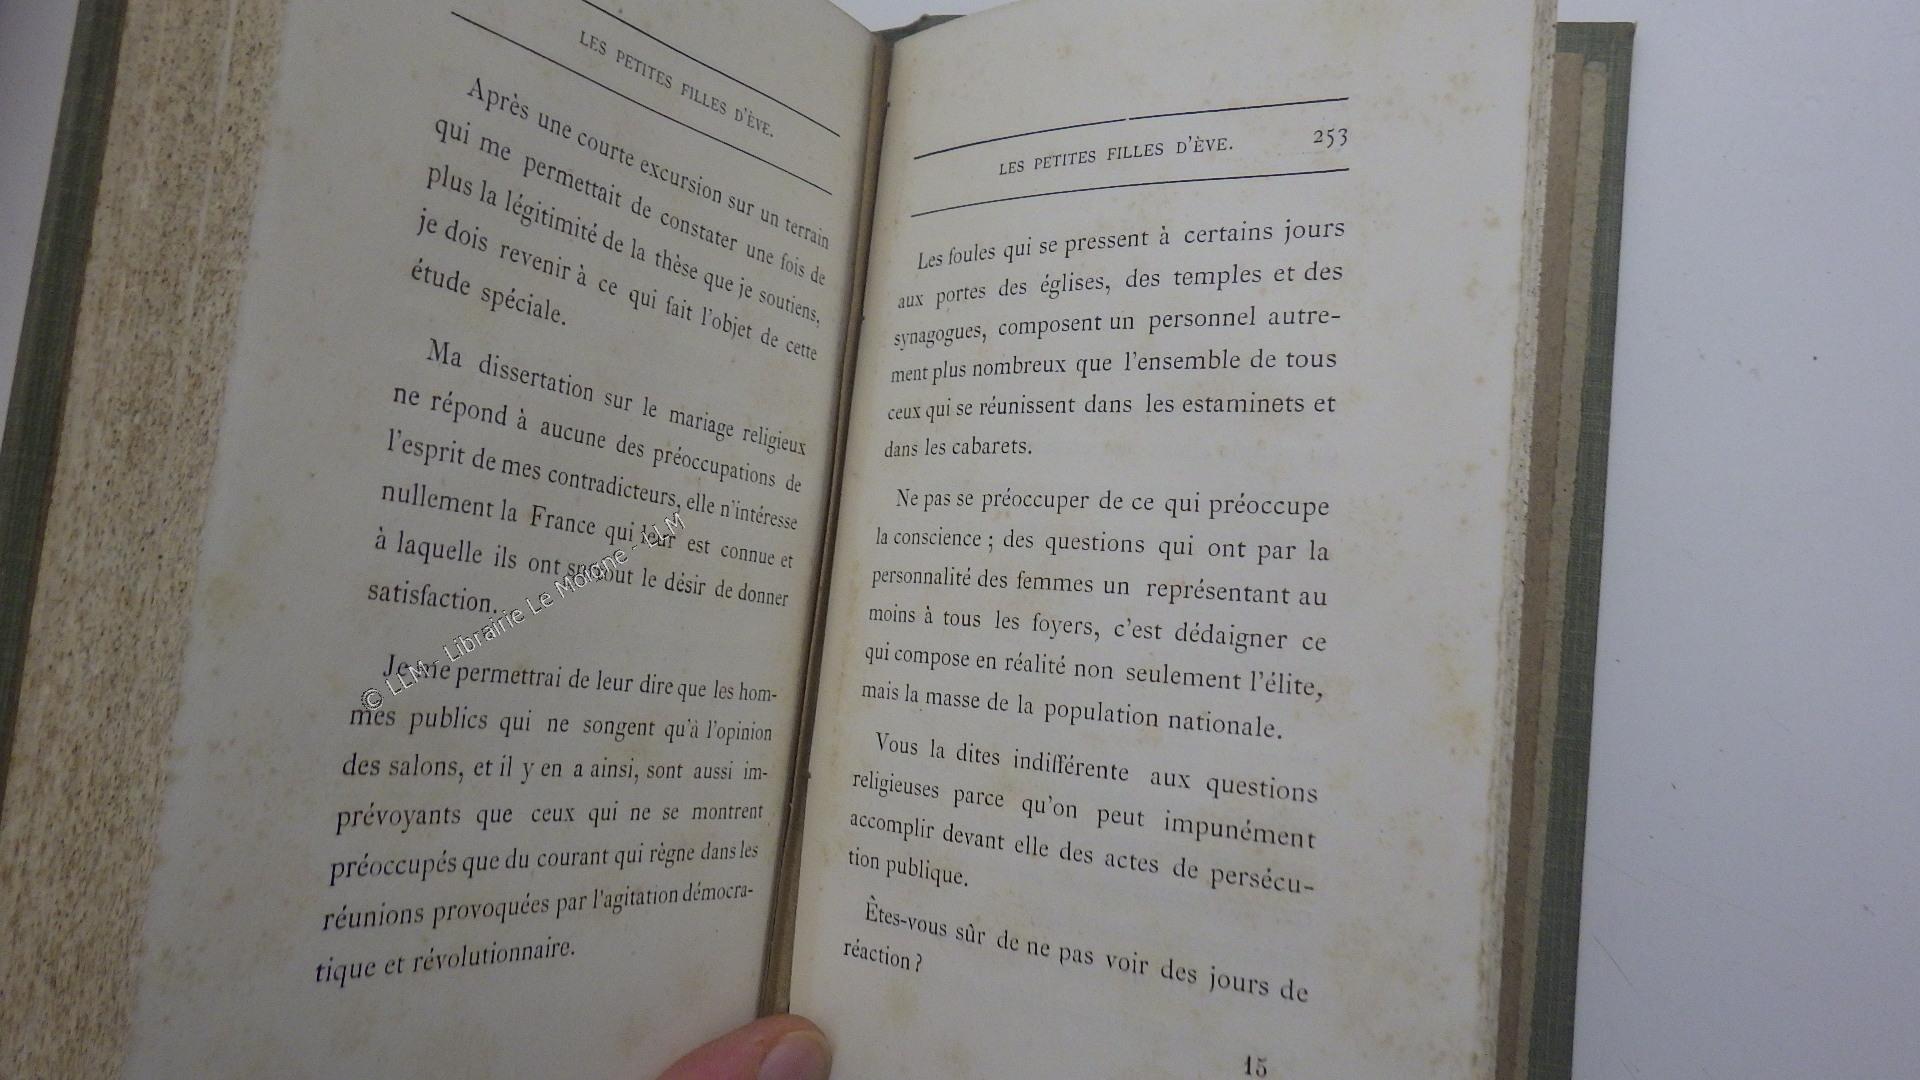 LES PETITES FILLES D'ÈVE.
Après une courte excursion sur un terrain
qui me permettait de constater une fois de
plus la légitimité de la thèse que je soutiens,
je dois revenir à ce qui fait l'objet de cette
étude spéciale.
Ma dissertation sur le mariage religieux
ne répond à aucune des préoccupations de
l'esprit de mes contradicteurs, elle n'intéresse
nullement la France qui leur est connue et
à laquelle ils ont surtout le désir de donner
satisfaction.
Je me permettrai de leur dire que les hom-
mes publics qui ne songent qu'à l'opinion
des salons, et il y en a ainsi, sont aussi im-
prévoyants que ceux qui ne se montrent
préoccupés que du courant qui règne dans les
réunions provoquées par l'agitation démocra-
tique et révolutionnaire.
© LLM - Librairie Le Moigne - LLM
LES PETITES FILLES D'ÈVE. 253
Les foules qui se pressent à certains jours
aux portes des églises, des temples et des
synagogues, composent un personnel autre-
ment plus nombreux que l'ensemble de tous
ceux qui se réunissent dans les estaminets et
dans les cabarets.
Ne pas se préoccuper de ce qui préoccupe
la conscience ; des questions qui ont par la
personnalité des femmes un représentant au
moins à tous les foyers, c'est dédaigner ce
qui compose en réalité non seulement l'élite,
mais la masse de la population nationale.
Vous la dites indifférente aux questions
religieuses parce qu'on peut impunément
accomplir devant elle des actes de persécu-
tion publique.
Êtes-vous sûr de ne pas voir des jours de
réaction ?
15